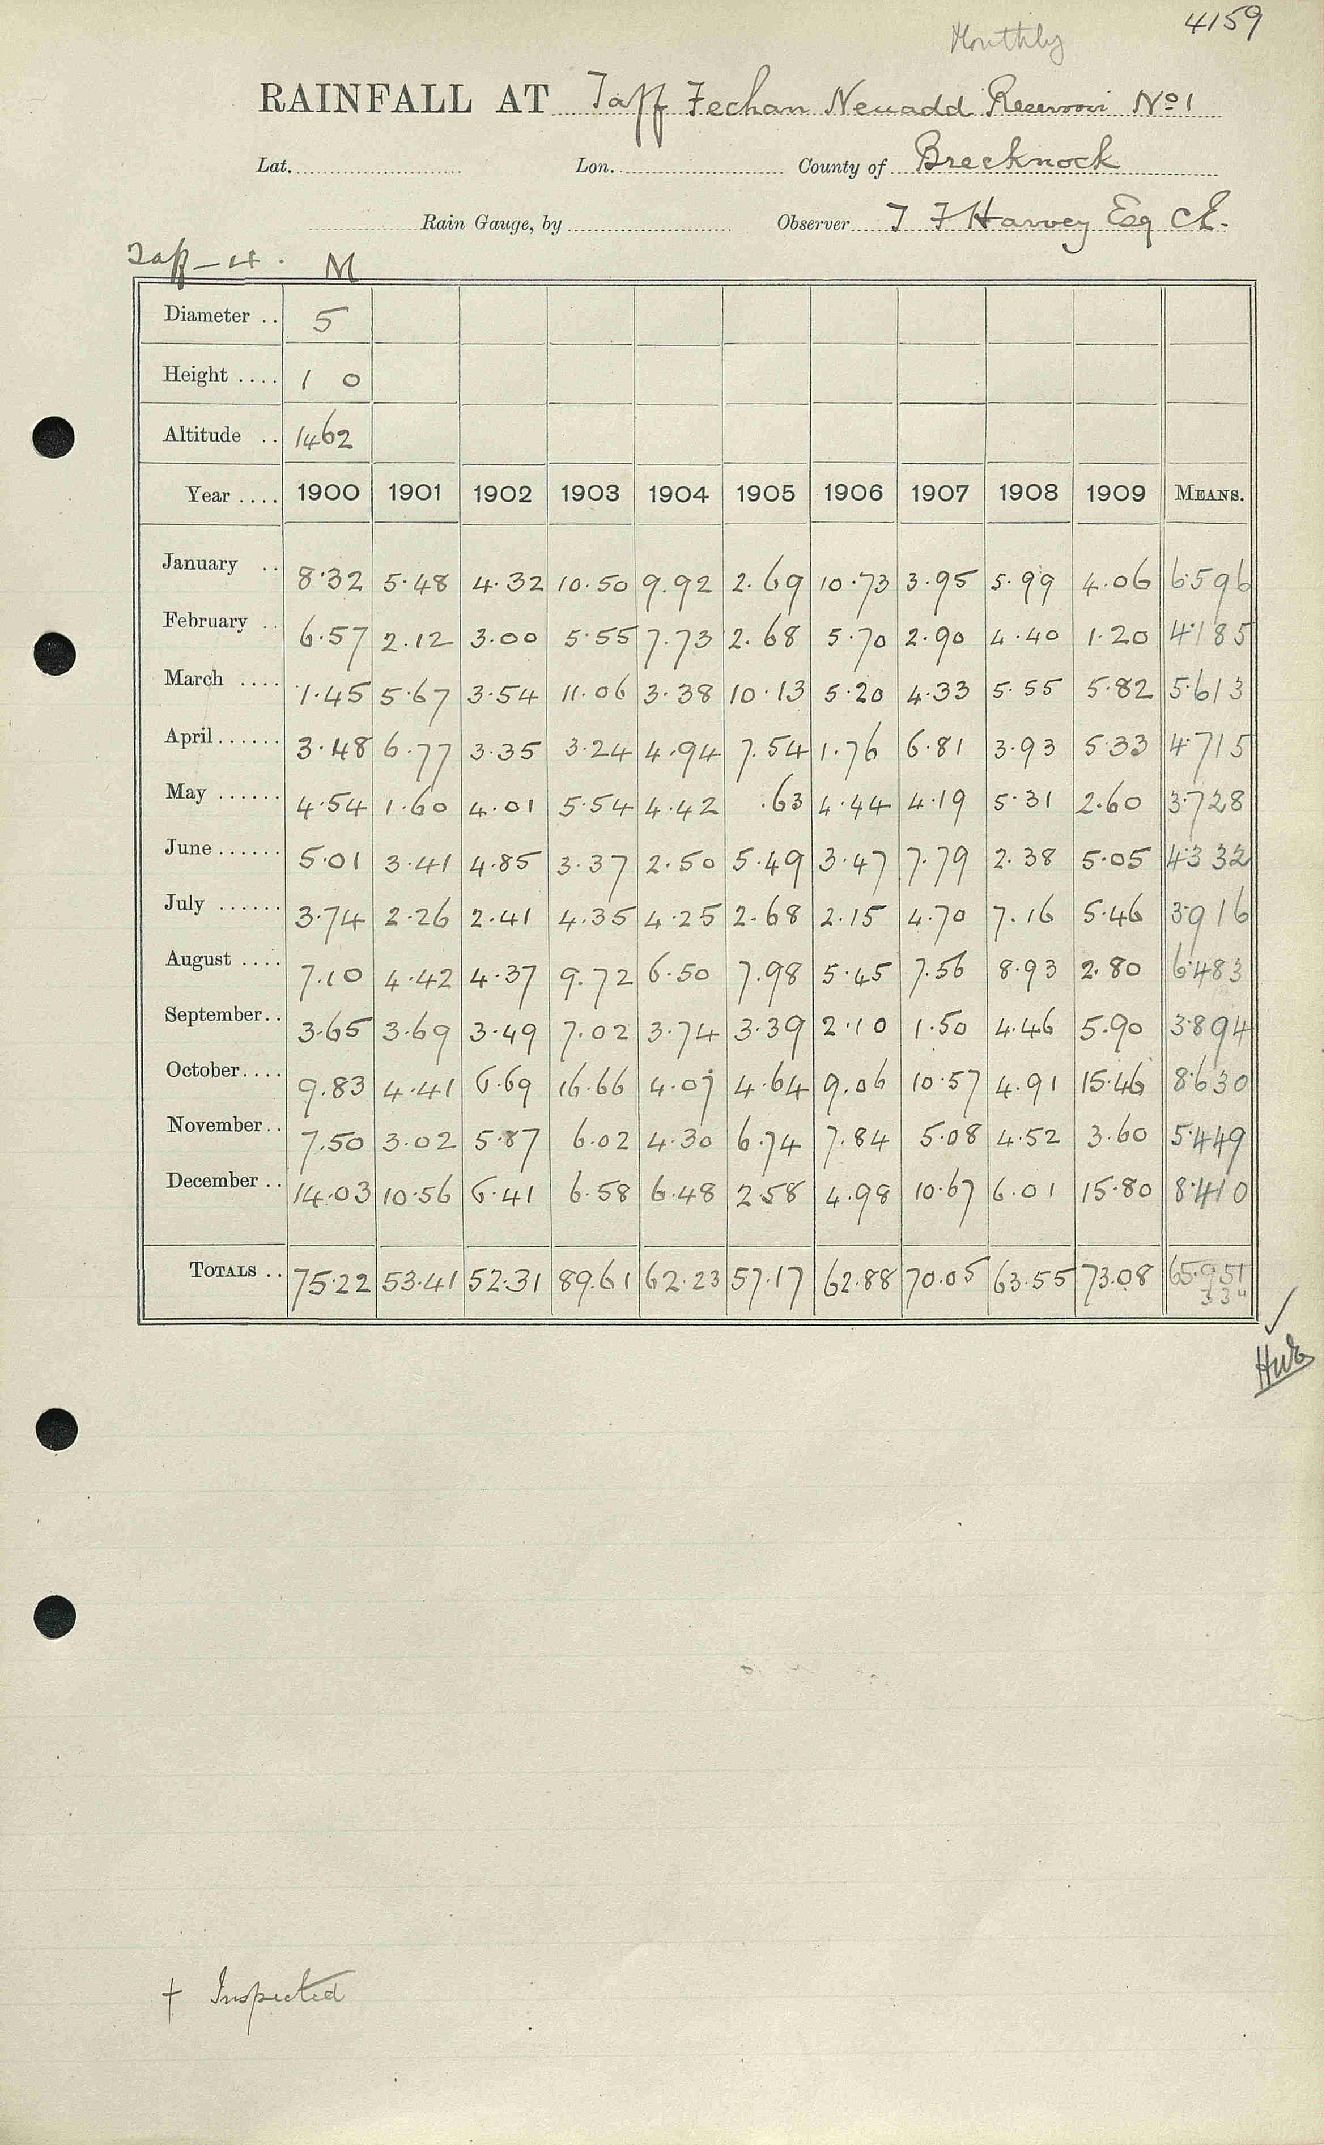 4159
Monthly
RAINFALL AT Taff Fechan Neuadd Reservoir No 1
Lat. Lon. County of Brecknock
Rain Gauge, by Observer T F Harvey Esq CE.
Taff - 4. M
Diameter .. 5
Height .... 1 0
Altitude .. 1462
Year .... 1900 1901 1902 1903 1904 1905 1906 1907 1908 1909 MEANS.
January .. 8.32 5.48 4.32 10.50 9.92 2.69 10.73 3.95 5.99 4.06 6.596
February .. 6.57 2.12 3.00 5.55 7.73 2.68 5.70 2.90 4.40 1.20 4.185
March .... 1.45 5.67 3.54 11.06 3.38 10.13 5.20 4.33 5.55 5.82 5.613
April...... 3.48 6.77 3.35 3.24 4.94 7.54 1.76 6.81 3.93 5.33 4.715
May ...... 4.54 1.60 4.01 5.54 4.42 .63 4.44 4.19 5.31 2.60 3.728
June...... 5.01 3.41 4.85 3.37 2.50 5.49 3.47 7.79 2.38 5.05 4.332
July ...... 3.74 2.26 2.41 4.35 4.25 2.68 2.15 4.70 7.16 5.46 3.916
August .... 7.10 4.42 4.37 9.72 6.50 7.98 5.45 7.56 8.93 2.80 6.483
September.. 3.65 3.69 3.49 7.02 3.74 3.39 2.10 1.50 4.46 5.90 3.894
October.... 9.83 4.41 6.69 16.66 4.07 4.64 9.06 10.57 4.91 15.46 8.630
November.. 7.50 3.02 5.87 6.02 4.30 6.74 7.84 5.08 4.52 3.60 5.449
December .. 14.03 10.56 6.41 6.58 6.48 2.58 4.98 10.67 6.01 15.80 8.410
TOTALS .. 75.22 53.41 52.31 89.61 62.23 57.17 62.88 70.05 63.55 73.08 65.951
† Inspected